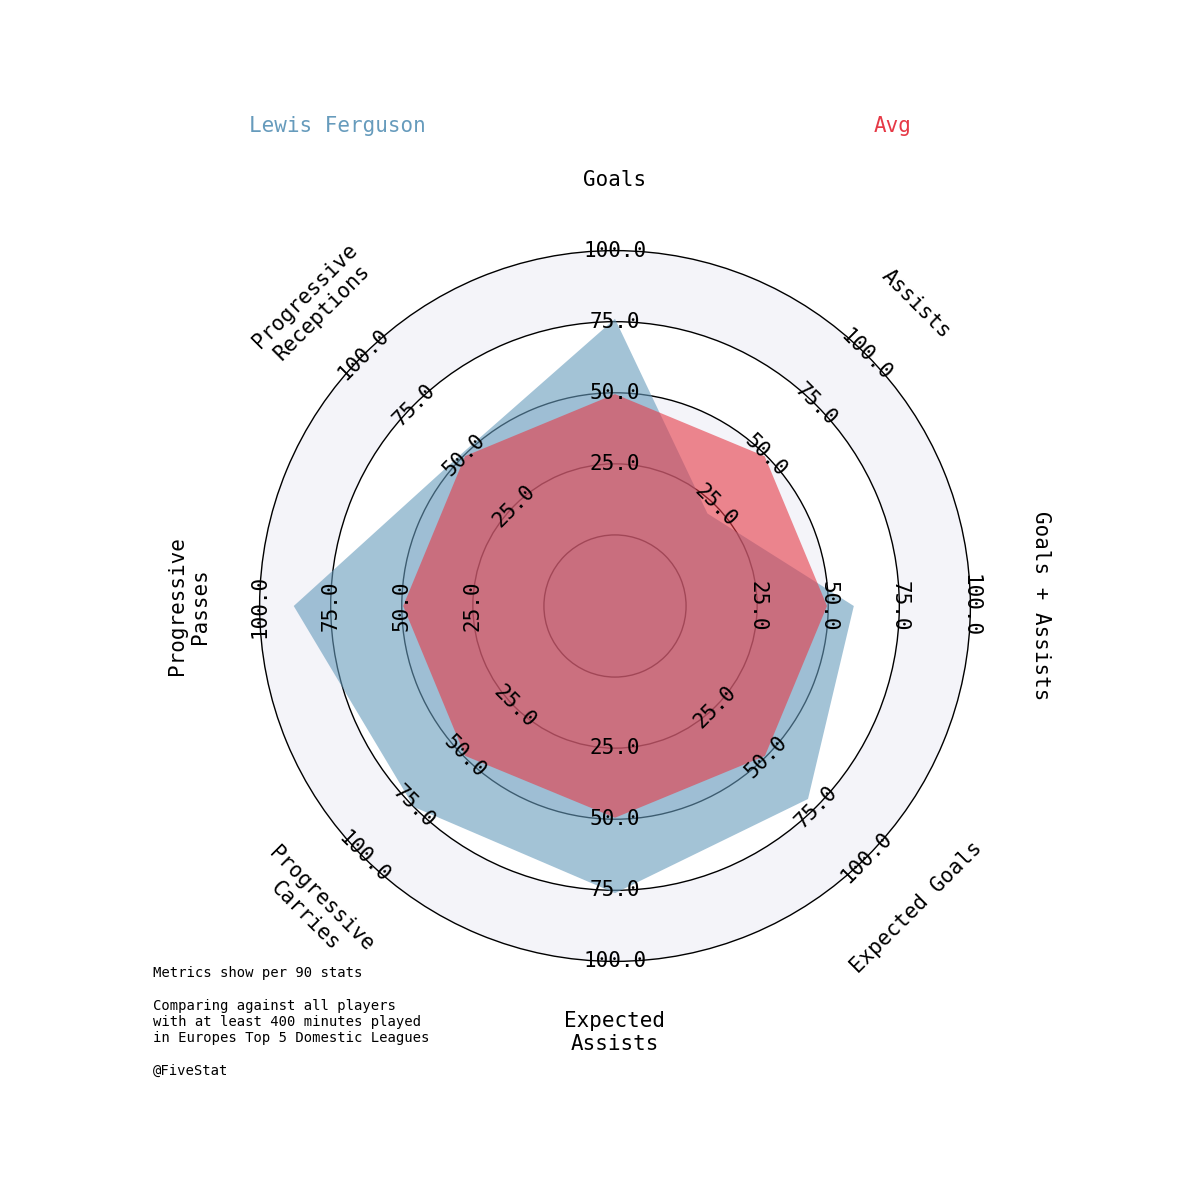 Lewis Ferguson
Avg
Goals
Assists
Goals + Assists
Expected Goals
Expected
Assists
Progressive
Carries
Progressive
Passes
Progressive
Receptions
25.0
50.0
75.0
100.0
25.0
50.0
75.0
100.0
25.0
50.0
75.0
100.0
25.0
50.0
75.0
100.0
25.0
50.0
75.0
100.0
25.0
50.0
75.0
100.0
25.0
50.0
75.0
100.0
25.0
50.0
75.0
100.0
Metrics show per 90 stats
Comparing against all players
with at least 400 minutes played
in Europes Top 5 Domestic Leagues
@FiveStat